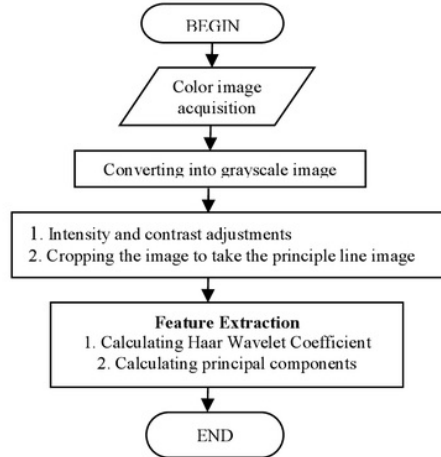 BEGIN
Color image
acquisition
Converting into grayscale image
1. Intensity and contrast adjustments
2. Cropping the image to take the principle line image
Feature Extraction
1. Calculating Haar Wavelet Coefficient
2. Calculating principal components
END